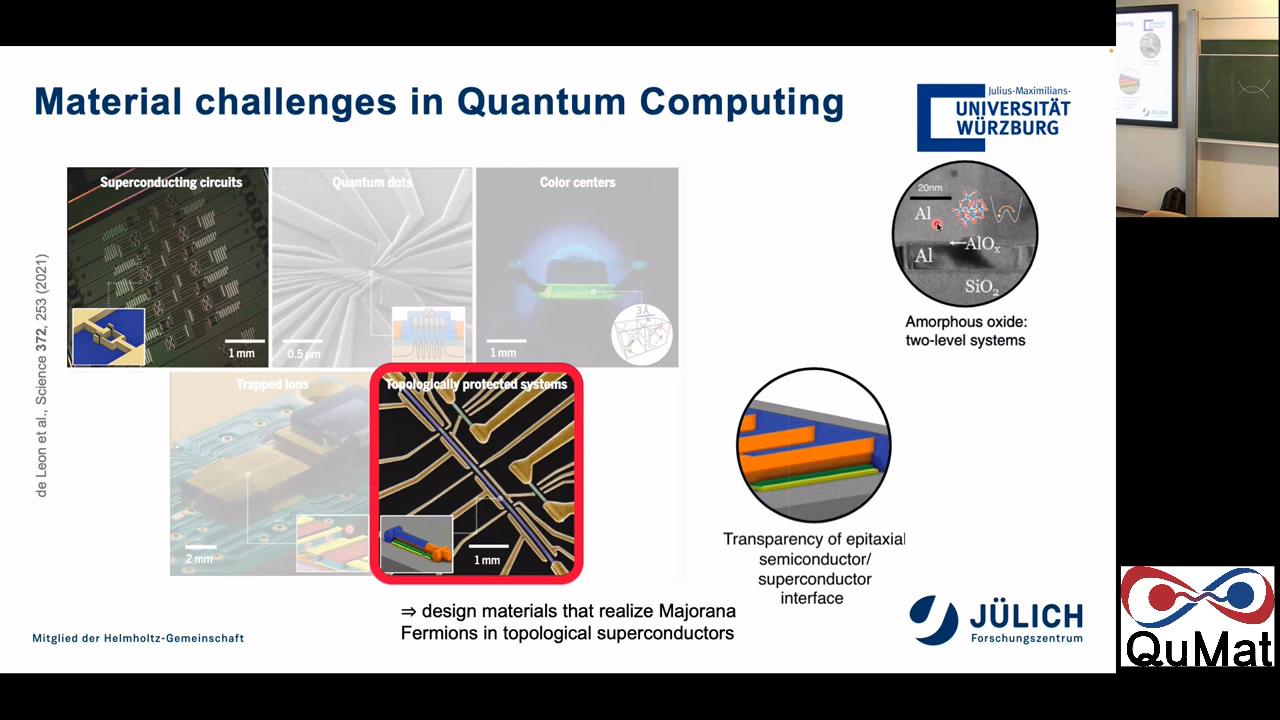 Material challenges in Quantum Computing
Julius-Maximilians-
UNIVERSITÄT
WÜRZBURG
de Leon et al., Science 372, 253 (2021)
Superconducting circuits
1 mm
Quantum dots
0.5 μm
Color centers
1 mm
3Å
20nm
Al
AlOx
Al
SiO2
Amorphous oxide:
two-level systems
Trapped ions
2 mm
Topologically protected systems
1 mm
Transparency of epitaxial
semiconductor/
superconductor
interface
⇒ design materials that realize Majorana
Fermions in topological superconductors
Mitglied der Helmholtz-Gemeinschaft
JÜLICH
Forschungszentrum
QuMat